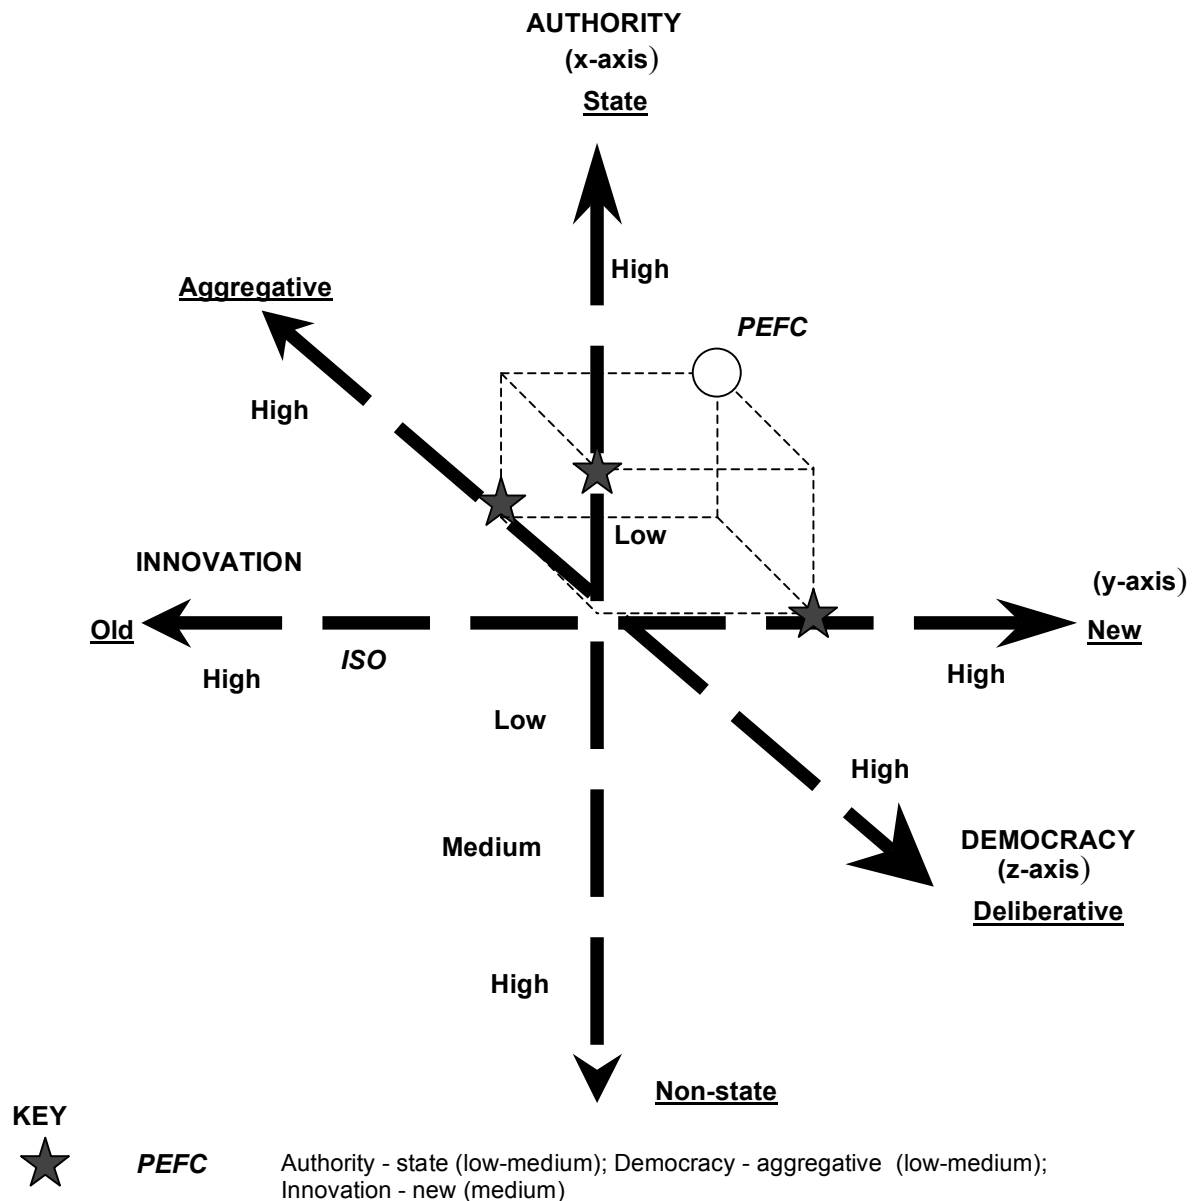 AUTHORITY
(x-axis)
State
High
Aggregative
PEFC
High
Low
INNOVATION
(y-axis)
Old
New
ISO
High
High
Low
High
Medium
DEMOCRACY
(z-axis)
Deliberative
High
Non-state
KEY
PEFC Authority - state (low-medium); Democracy - aggregative (low-medium);
Innovation - new (medium)